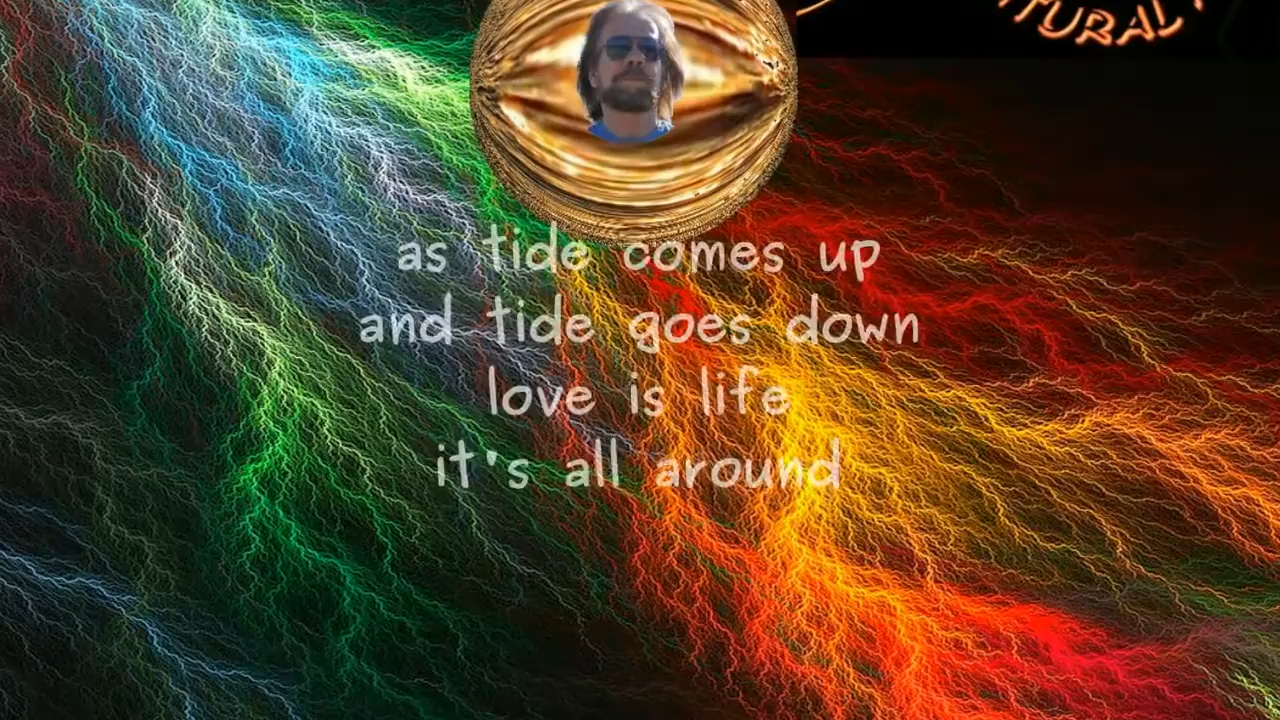 as tide comes up
and tide goes down
love is life
it's all around